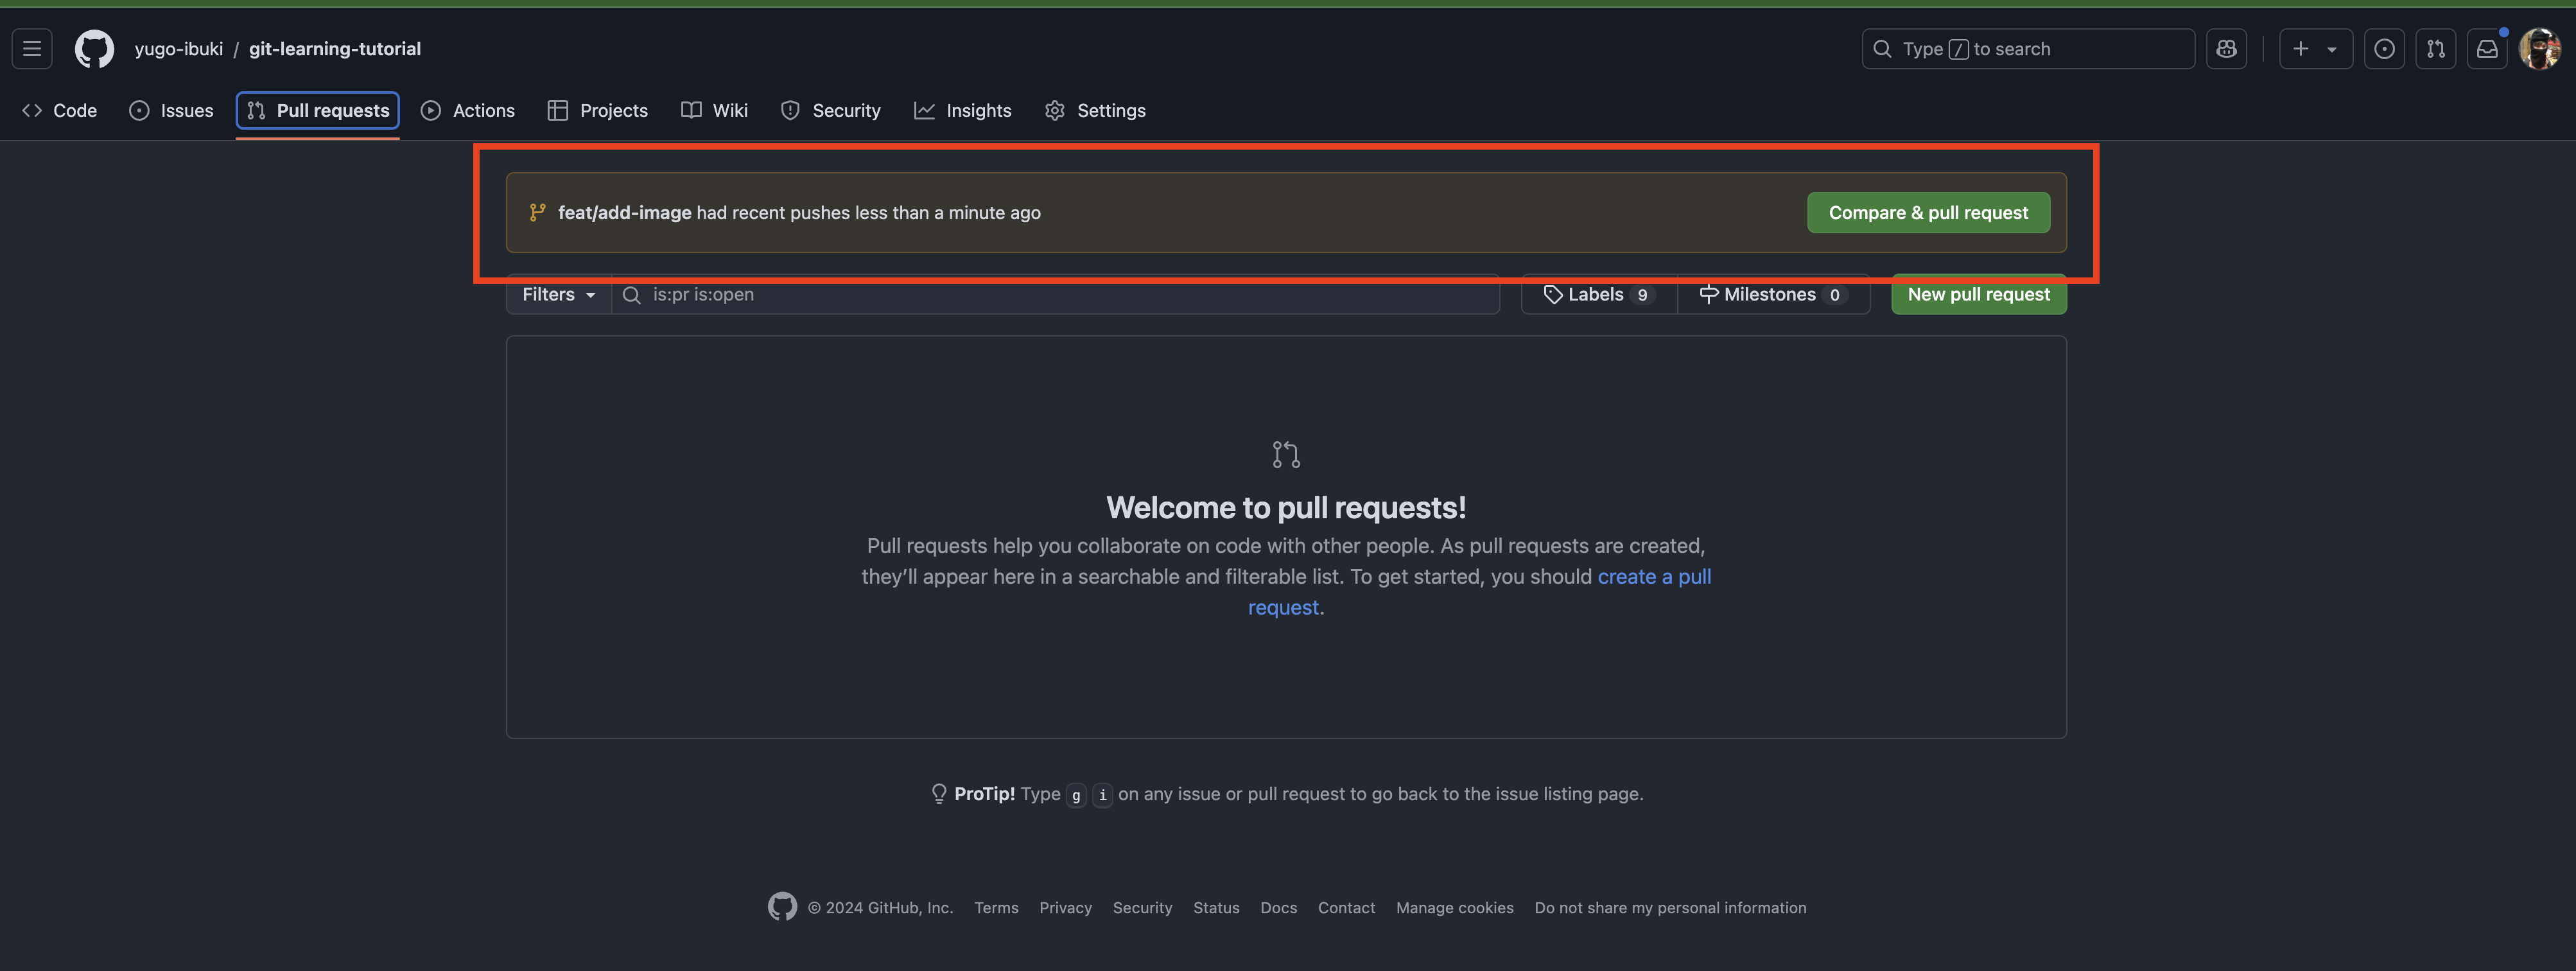 yugo-ibuki / git-learning-tutorial
Type / to search
Code Issues Pull requests Actions Projects Wiki Security Insights Settings
feat/add-image had recent pushes less than a minute ago
Compare & pull request
Filters is:pr is:open Labels 9 Milestones 0 New pull request
Welcome to pull requests!
Pull requests help you collaborate on code with other people. As pull requests are created,
they’ll appear here in a searchable and filterable list. To get started, you should create a pull
request.
ProTip! Type g i on any issue or pull request to go back to the issue listing page.
© 2024 GitHub, Inc. Terms Privacy Security Status Docs Contact Manage cookies Do not share my personal information